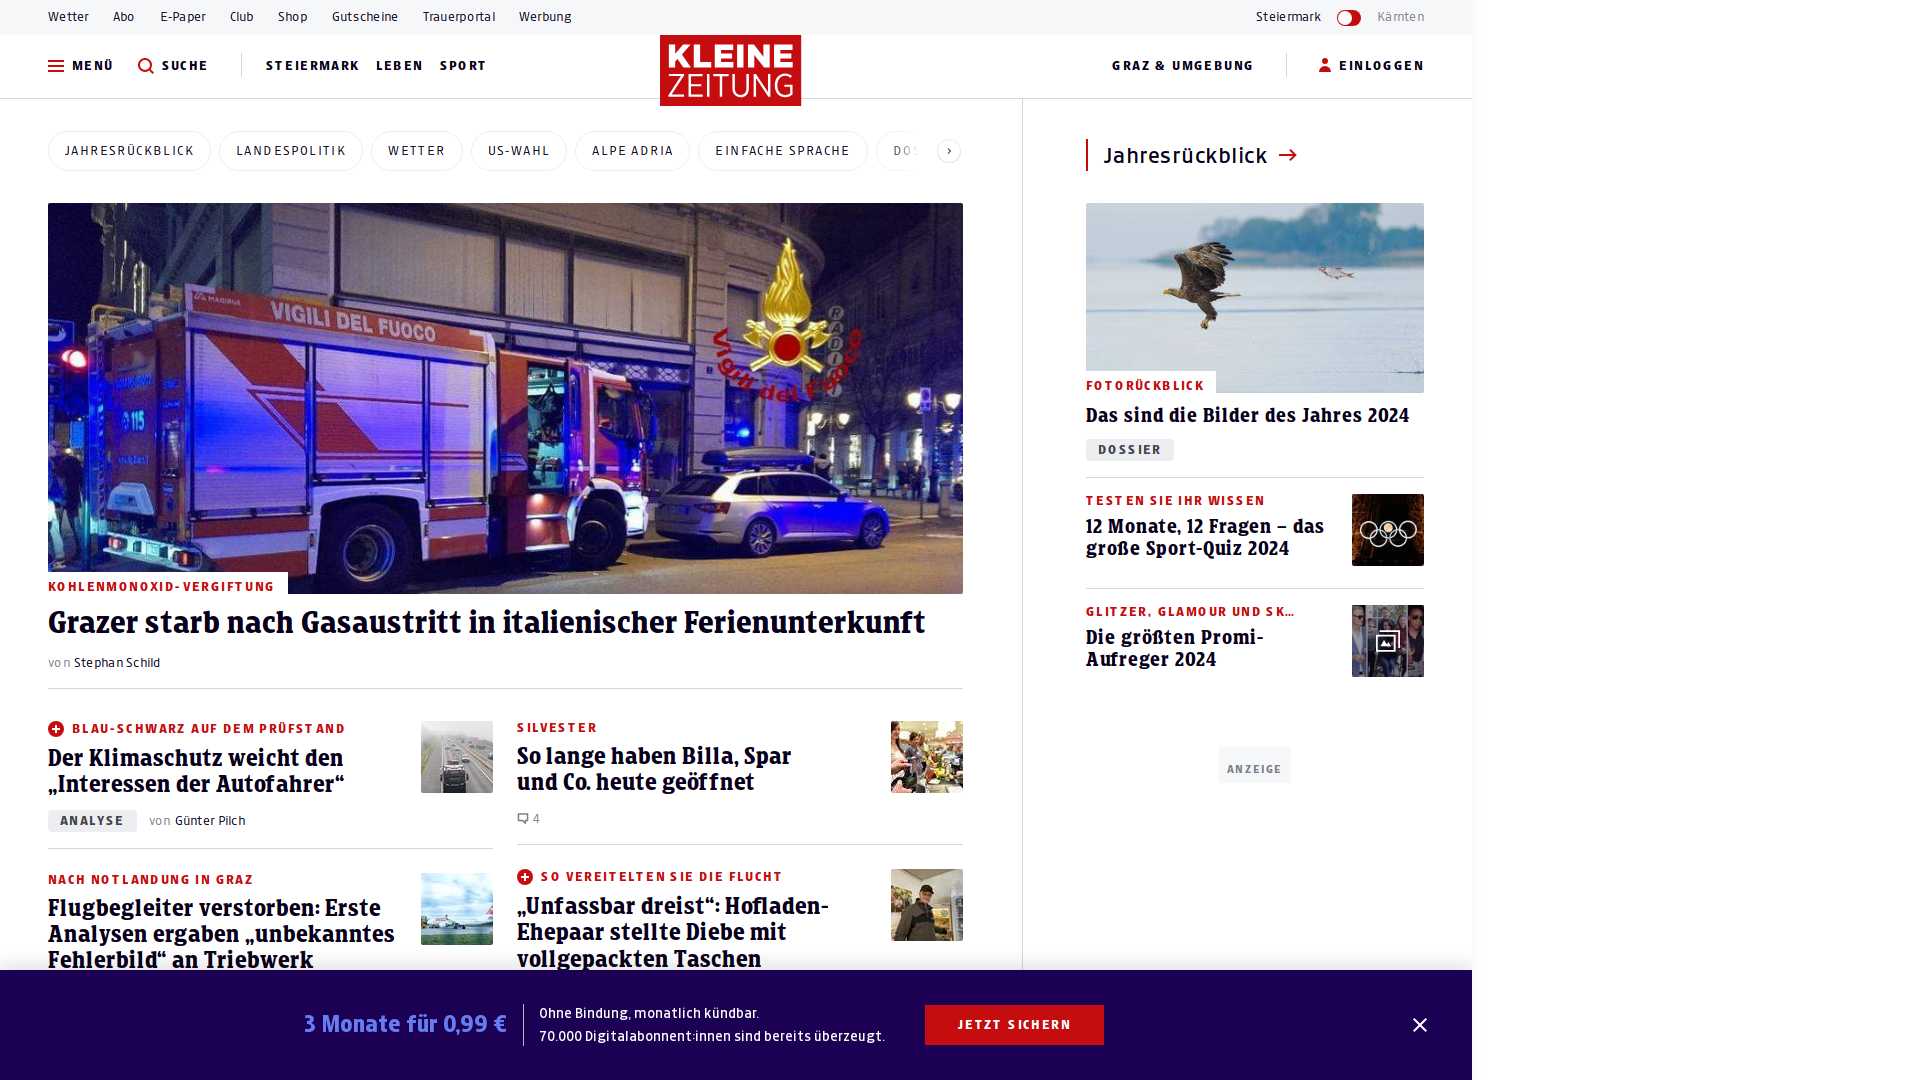 Wetter Abo E-Paper Club Shop Gutscheine Trauerportal Werbung Steiermark Kärnten
MENÜ SUCHE STEIERMARK LEBEN SPORT KLEINE ZEITUNG GRAZ & UMGEBUNG EINLOGGEN
JAHRESRÜCKBLICK LANDESPOLITIK WETTER US-WAHL ALPE ADRIA EINFACHE SPRACHE
VIGILI DEL FUOCO
115
Vigili del Fuoco
KOHLENMONOXID-VERGIFTUNG
Grazer starb nach Gasaustritt in italienischer Ferienunterkunft
von Stephan Schild
BLAU-SCHWARZ AUF DEM PRÜFSTAND
Der Klimaschutz weicht den
„Interessen der Autofahrer“
ANALYSE von Günter Pilch
SILVESTER
So lange haben Billa, Spar
und Co. heute geöffnet
4
NACH NOTLANDUNG IN GRAZ
Flugbegleiter verstorben: Erste
Analysen ergaben „unbekanntes
Fehlerbild“ an Triebwerk
SO VEREITELTEN SIE DIE FLUCHT
„Unfassbar dreist“: Hofladen-
Ehepaar stellte Diebe mit
vollgepackten Taschen
Jahresrückblick
FOTORÜCKBLICK
Das sind die Bilder des Jahres 2024
DOSSIER
TESTEN SIE IHR WISSEN
12 Monate, 12 Fragen – das
große Sport-Quiz 2024
GLITZER, GLAMOUR UND SK...
Die größten Promi-
Aufreger 2024
ANZEIGE
3 Monate für 0,99 €
Ohne Bindung, monatlich kündbar.
70.000 Digitalabonnent:innen sind bereits überzeugt.
JETZT SICHERN